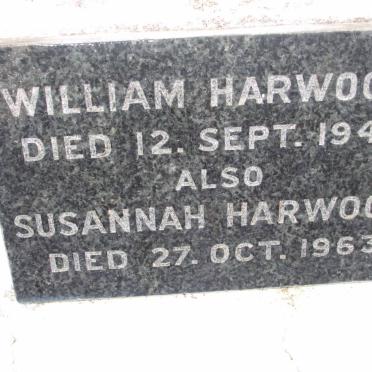 WILLIAM HARWOO
DIED 12. SEPT. 194
ALSO
SUSANNAH HARWOO
DIED 27. OCT. 1963